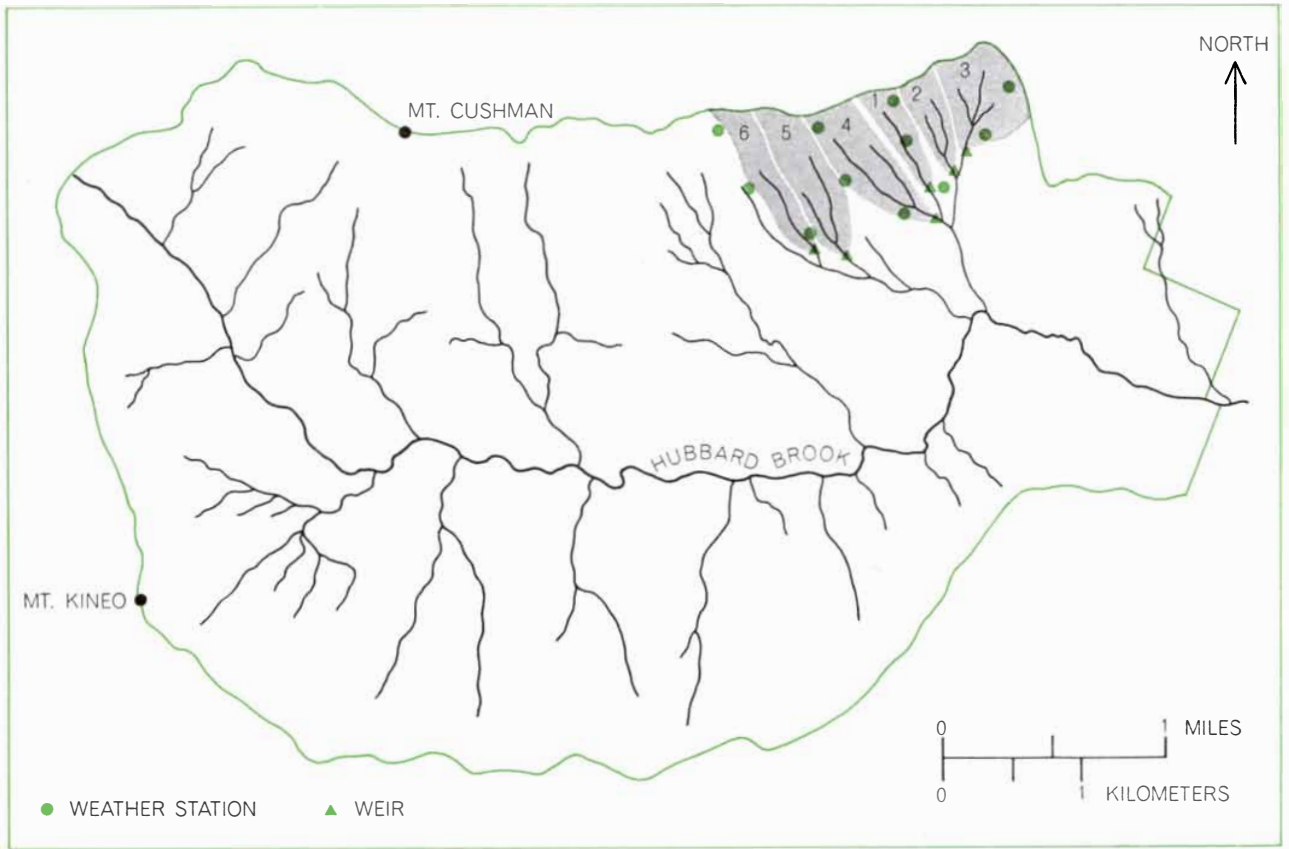 NORTH
MT. CUSHMAN
3
1 2
6 5 4
HUBBARD BROOK
MT. KINEO
0 1 MILES
0 1 KILOMETERS
WEATHER STATION WEIR